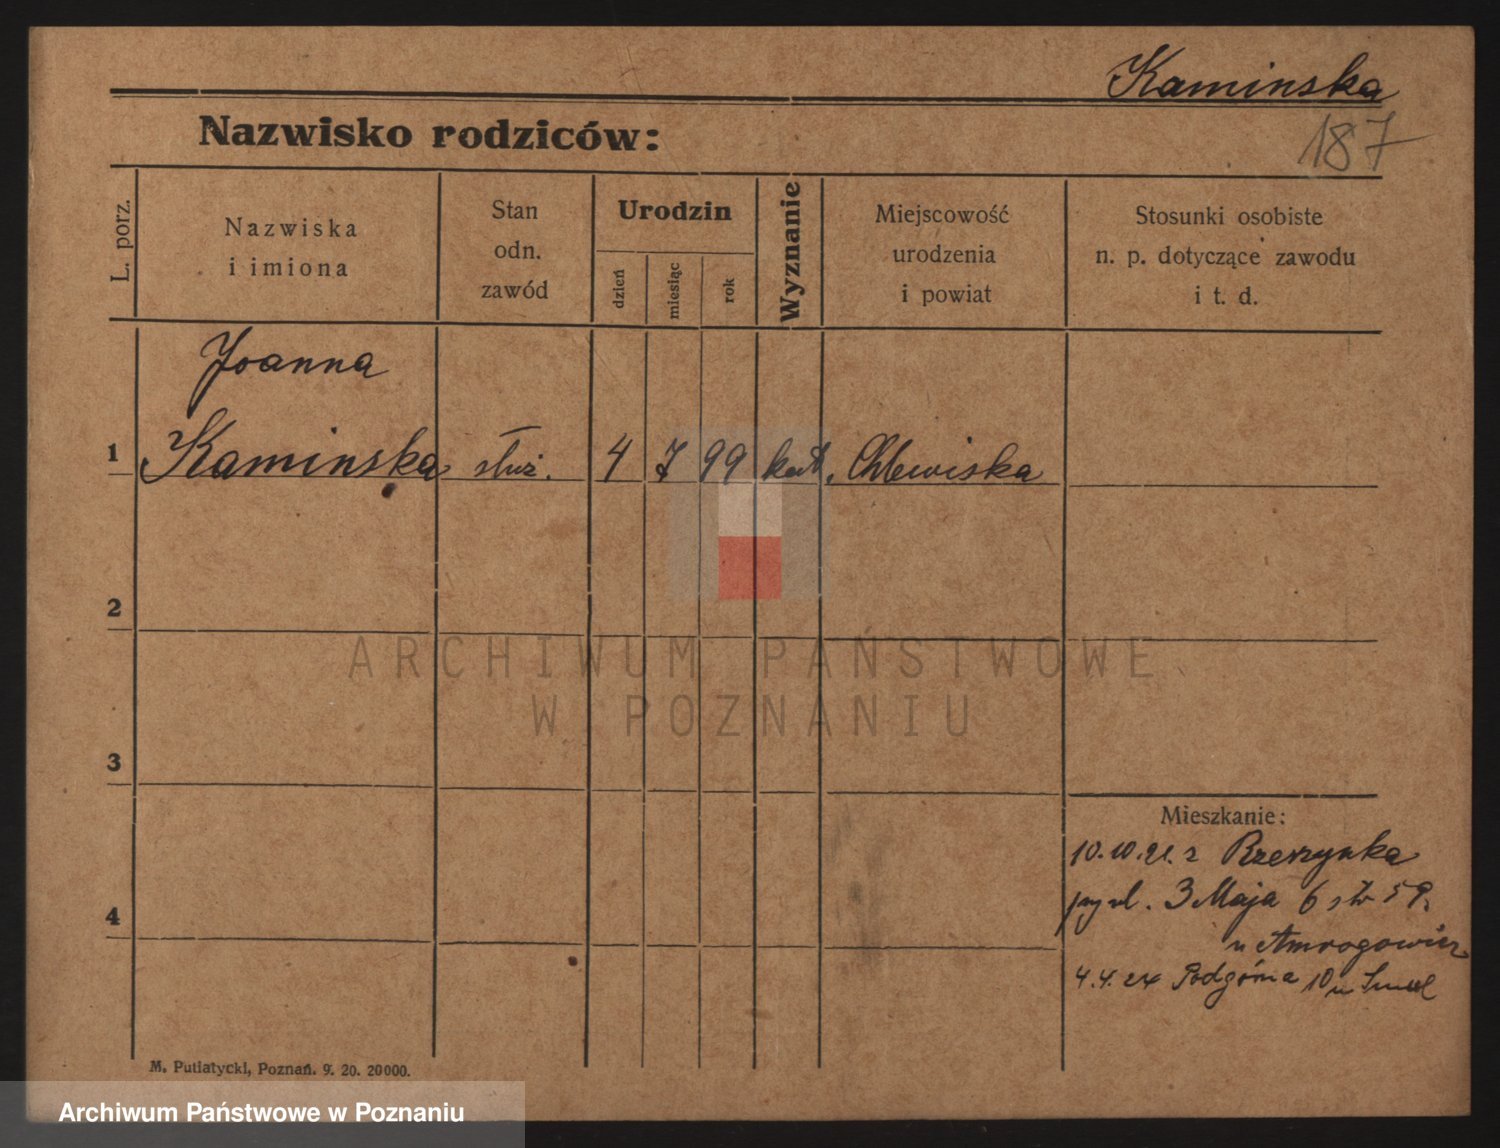 Kaminska
187
Nazwisko rodziców:
L. porz.
Nazwiska
i imiona
Stan
odn.
zawód
Urodzin
dzień
miesiąc
rok
Wyznanie
Miejscowość
urodzenia
i powiat
Stosunki osobiste
n. p. dotyczące zawodu
i t. d.
Joanna
1 Kaminska służ. 4 7 99 kat. Chlewiska
2
ARCHIWUM PAŃSTWOWE
W POZNANIU
3
Mieszkanie:
10.10.21. z Rzeszynka
3 Maja 6
u
4
4.4.24 Podgórna 10 u
M. Putiatycki, Poznań. 9. 20. 20000.
Archiwum Państwowe w Poznaniu